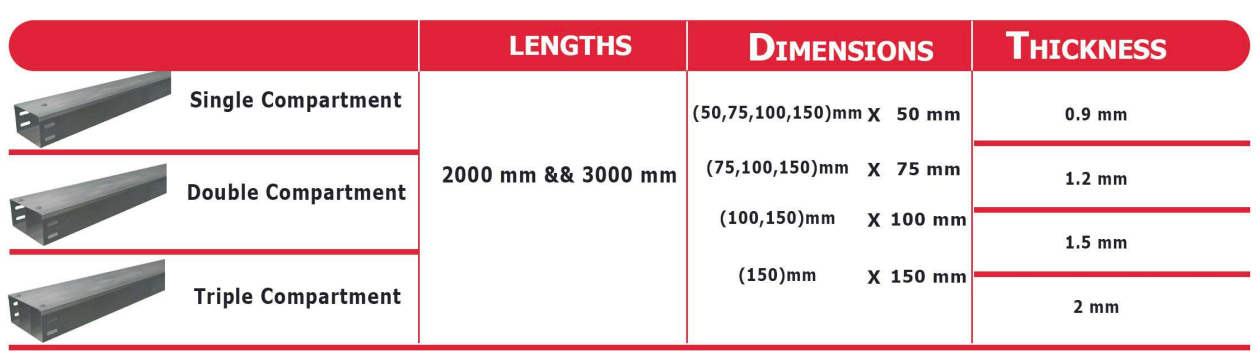 LENGTHS DIMENSIONS THICKNESS
Single Compartment
Double Compartment
Triple Compartment
2000 mm && 3000 mm
(50,75,100,150)mm X 50 mm
(75,100,150)mm X 75 mm
(100,150)mm X 100 mm
(150)mm X 150 mm
0.9 mm
1.2 mm
1.5 mm
2 mm